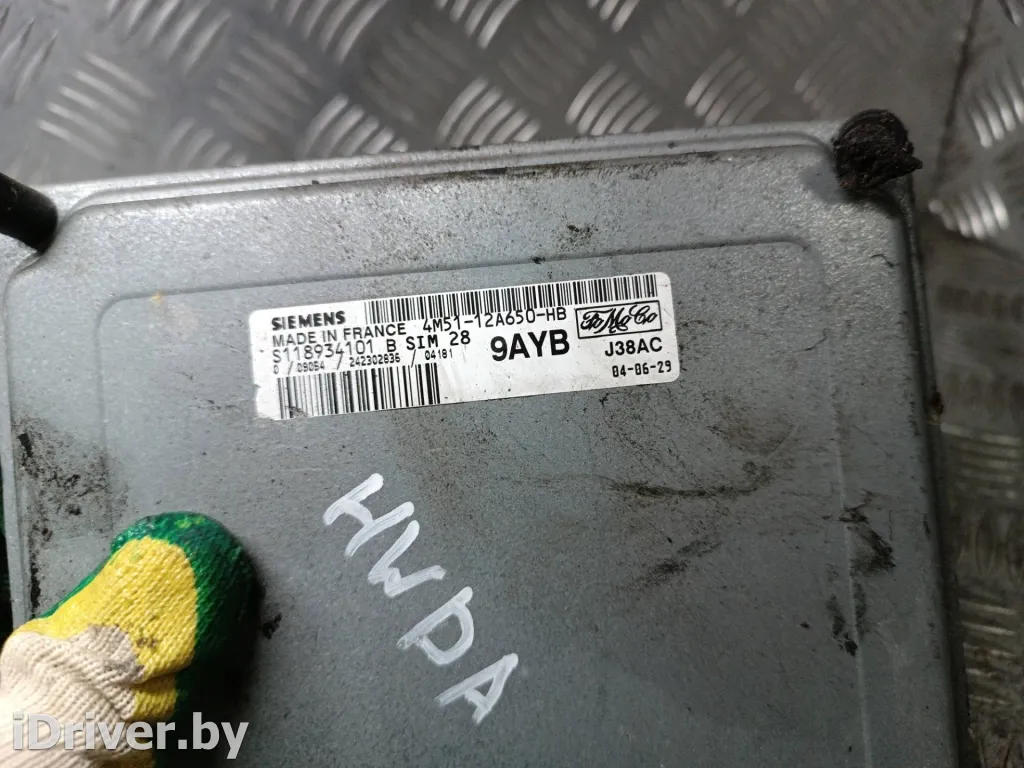 SIEMENS
MADE IN FRANCE 4M51-12A650-HB
S118934101 B SIM 28
0 / 09054 / 242302836 / 04181
9AYB
FoMoCo
J38AC
04-06-29
HWDA
iDriver.by